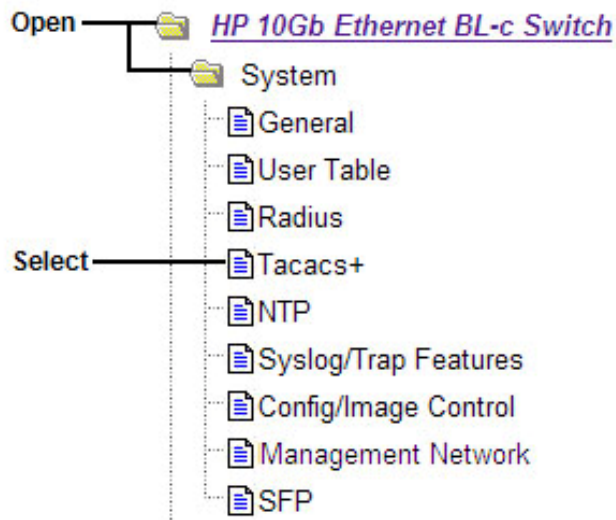 Open HP 10Gb Ethernet BL-c Switch
System
General
User Table
Radius
Select Tacacs+
NTP
Syslog/Trap Features
Config/Image Control
Management Network
SFP